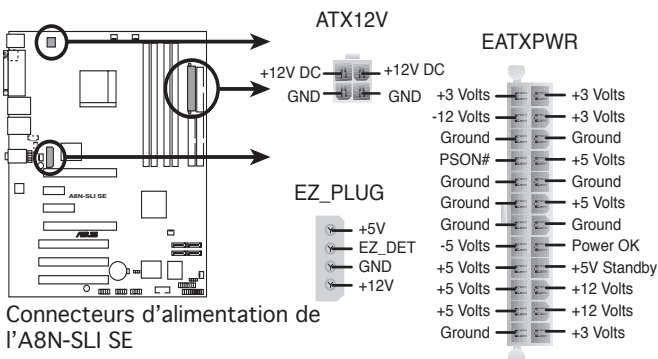 ATX12V
+12V DC +12V DC
GND GND
EATXPWR
+3 Volts +3 Volts
-12 Volts +3 Volts
Ground Ground
PSON# +5 Volts
Ground Ground
Ground +5 Volts
Ground Ground
-5 Volts Power OK
+5 Volts +5V Standby
+5 Volts +12 Volts
+5 Volts +12 Volts
Ground +3 Volts
EZ_PLUG
+5V
EZ_DET
GND
+12V
A8N-SLI SE
ASUS
Connecteurs d’alimentation de
l’A8N-SLI SE